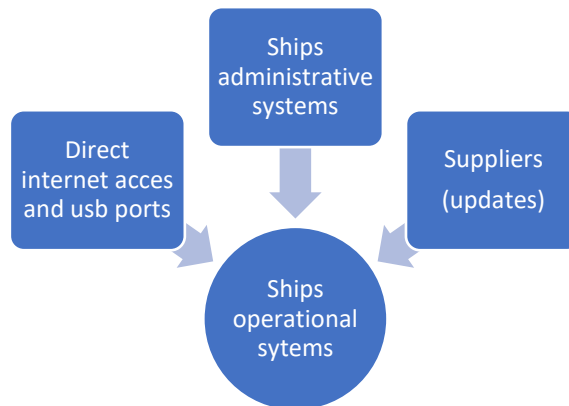 Ships
administrative
systems
Direct
internet acces
and usb ports
Suppliers
(updates)
Ships
operational
sytems